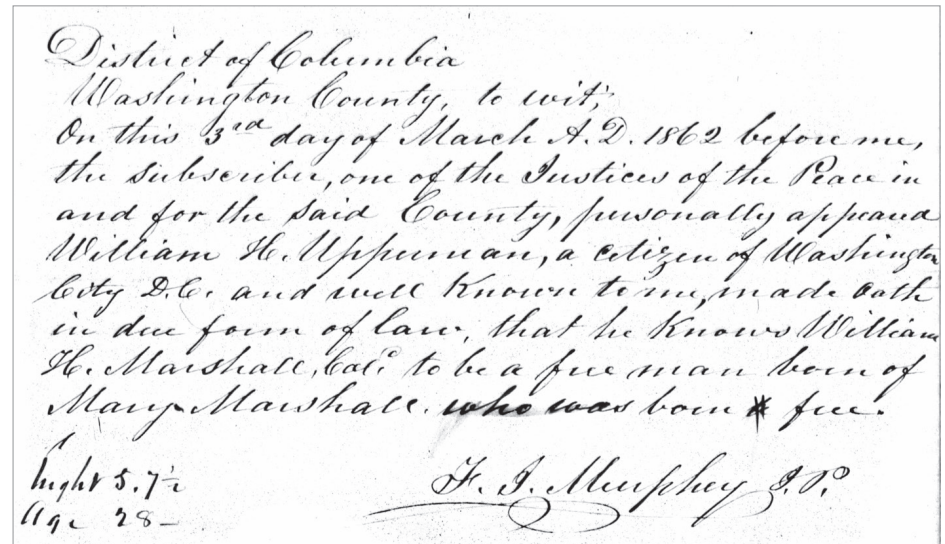 District of Columbia
Washington County, to wit;
On this 3rd day of March A.D. 1862 before me,
the subscriber, one of the Justices of the Peace in
and for the said County, personally appeared
William H. Upperman, a citizen of Washington
City D.C. and well Known to me, made oath
in due form of law, that he Knows William
H. Marshall, Cold. to be a free man born of
Mary Marshall. who was born free.
hight 5.7½
Age 28—
F. I. Murphey J.P.